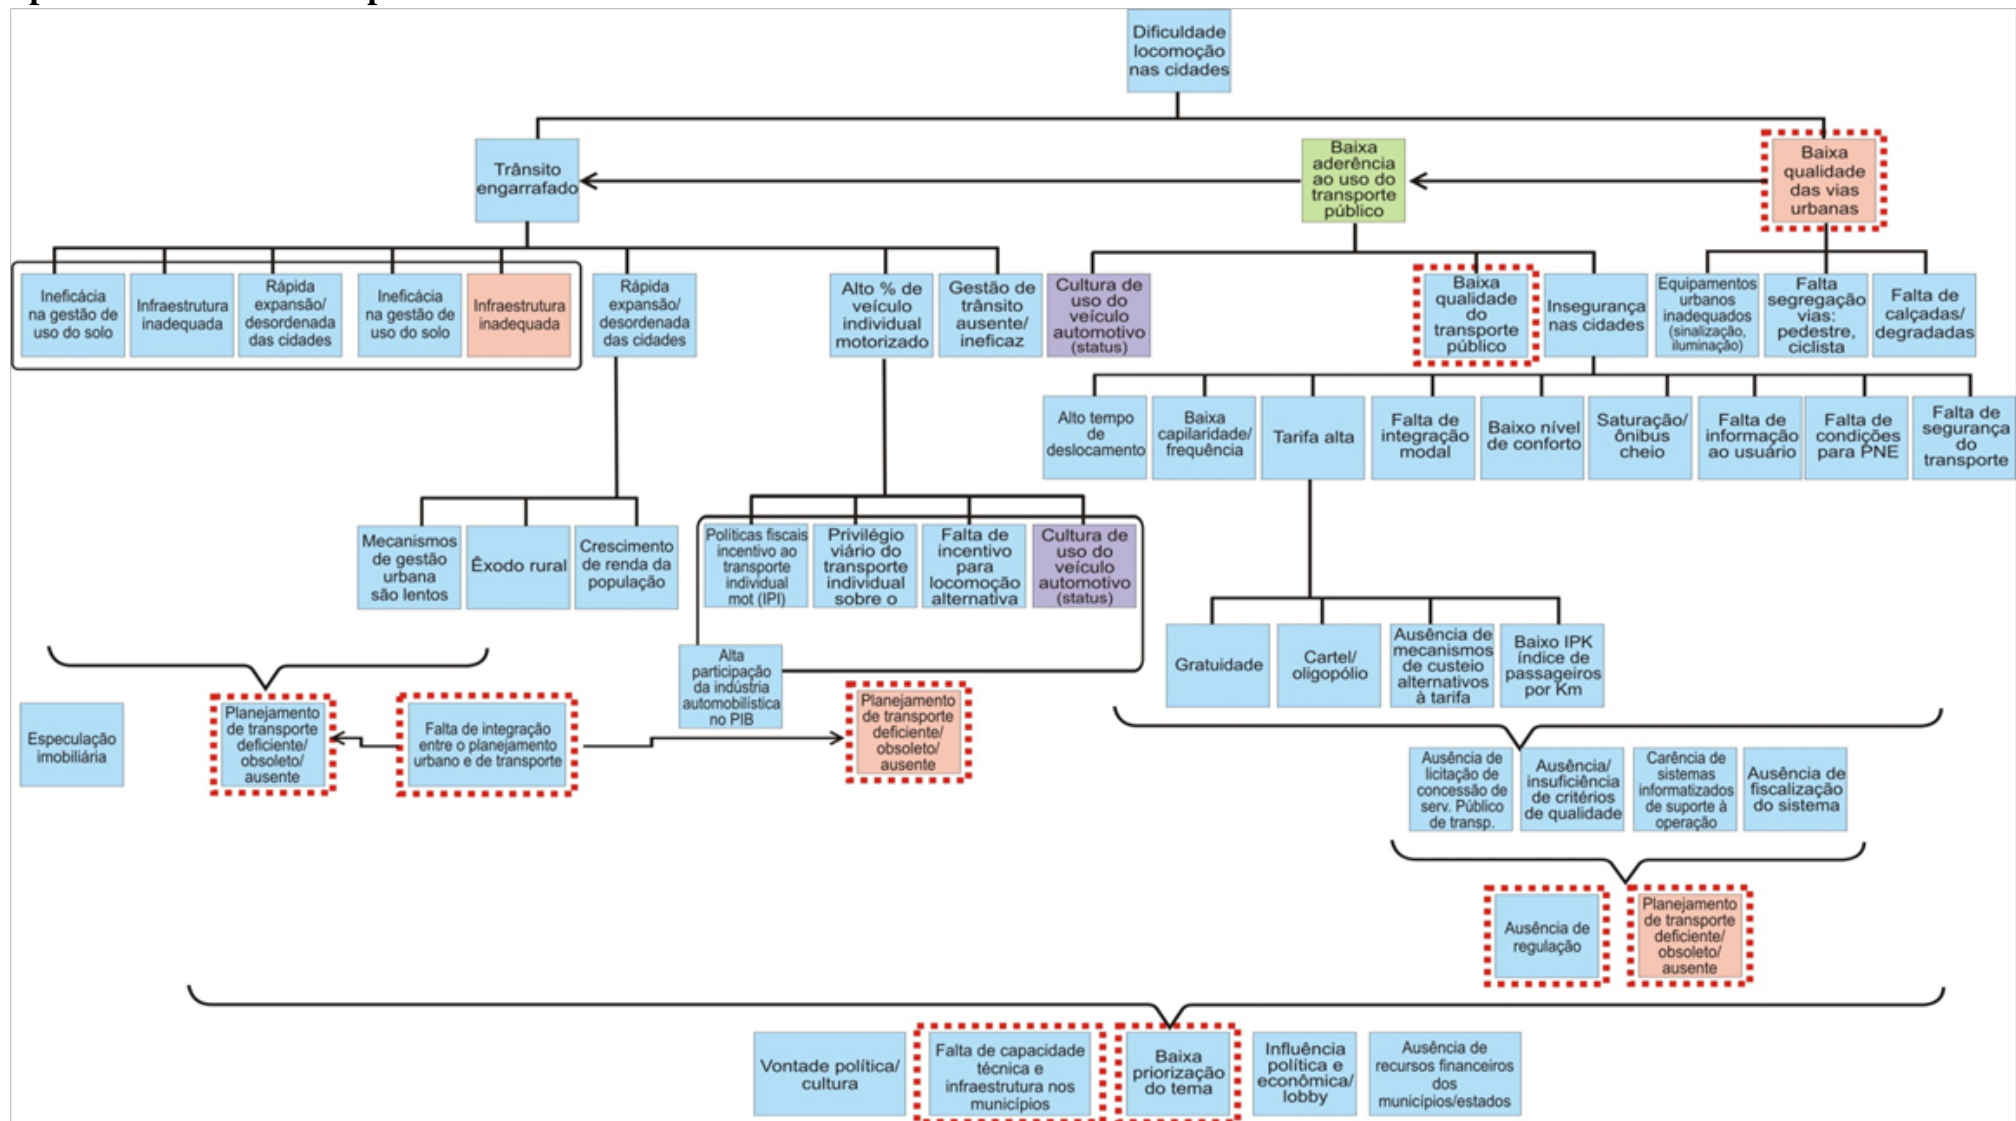 Dificuldade
locomoção
nas cidades
Trânsito
engarrafado
Baixa
aderência
ao uso do
transporte
público
Baixa
qualidade
das vias
urbanas
Ineficácia
na gestão de
uso do solo
Infraestrutura
inadequada
Rápida
expansão/
desordenada
das cidades
Ineficácia
na gestão de
uso do solo
Infraestrutura
inadequada
Rápida
expansão/
desordenada
das cidades
Alto % de
veículo
individual
motorizado
Gestão de
trânsito
ausente/
ineficaz
Cultura de
uso do
veículo
automotivo
(status)
Baixa
qualidade
do
transporte
público
Insegurança
nas cidades
Equipamentos
urbanos
inadequados
(sinalização,
iluminação)
Falta
segregação
vias:
pedestre,
ciclista
Falta de
calçadas/
degradadas
Alto tempo
de
deslocamento
Baixa
capilaridade/
frequência
Tarifa alta
Falta de
integração
modal
Baixo nível
de conforto
Saturação/
ônibus
cheio
Falta de
informação
ao usuário
Falta de
condições
para PNE
Falta de
segurança
do
transporte
Mecanismos
de gestão
urbana
são lentos
Êxodo rural
Crescimento
de renda da
população
Políticas fiscais
incentivo ao
transporte
individual
mot (IPI)
Privilégio
viário do
transporte
individual
sobre o
Falta de
incentivo
para
locomoção
alternativa
Cultura de
uso do
veículo
automotivo
(status)
Gratuidade
Cartel/
oligopólio
Ausência de
mecanismos
de custeio
alternativos
à tarifa
Baixo IPK
índice de
passageiros
por Km
Alta
participação
da indústria
automobilística
no PIB
Especulação
imobiliária
Planejamento
de transporte
deficiente/
obsoleto/
ausente
Falta de integração
entre o planejamento
urbano e de transporte
Planejamento
de transporte
deficiente/
obsoleto/
ausente
Ausência de
licitação de
concessão de
serv. Público
de transp.
Ausência/
insuficiência
de critérios
de qualidade
Carência de
sistemas
informatizados
de suporte à
operação
Ausência de
fiscalização
do sistema
Ausência de
regulação
Planejamento
de transporte
deficiente/
obsoleto/
ausente
Vontade política/
cultura
Falta de capacidade
técnica e
infraestrutura nos
municípios
Baixa
priorização
do tema
Influência
política e
econômica/
lobby
Ausência de
recursos financeiros
dos
municípios/estados